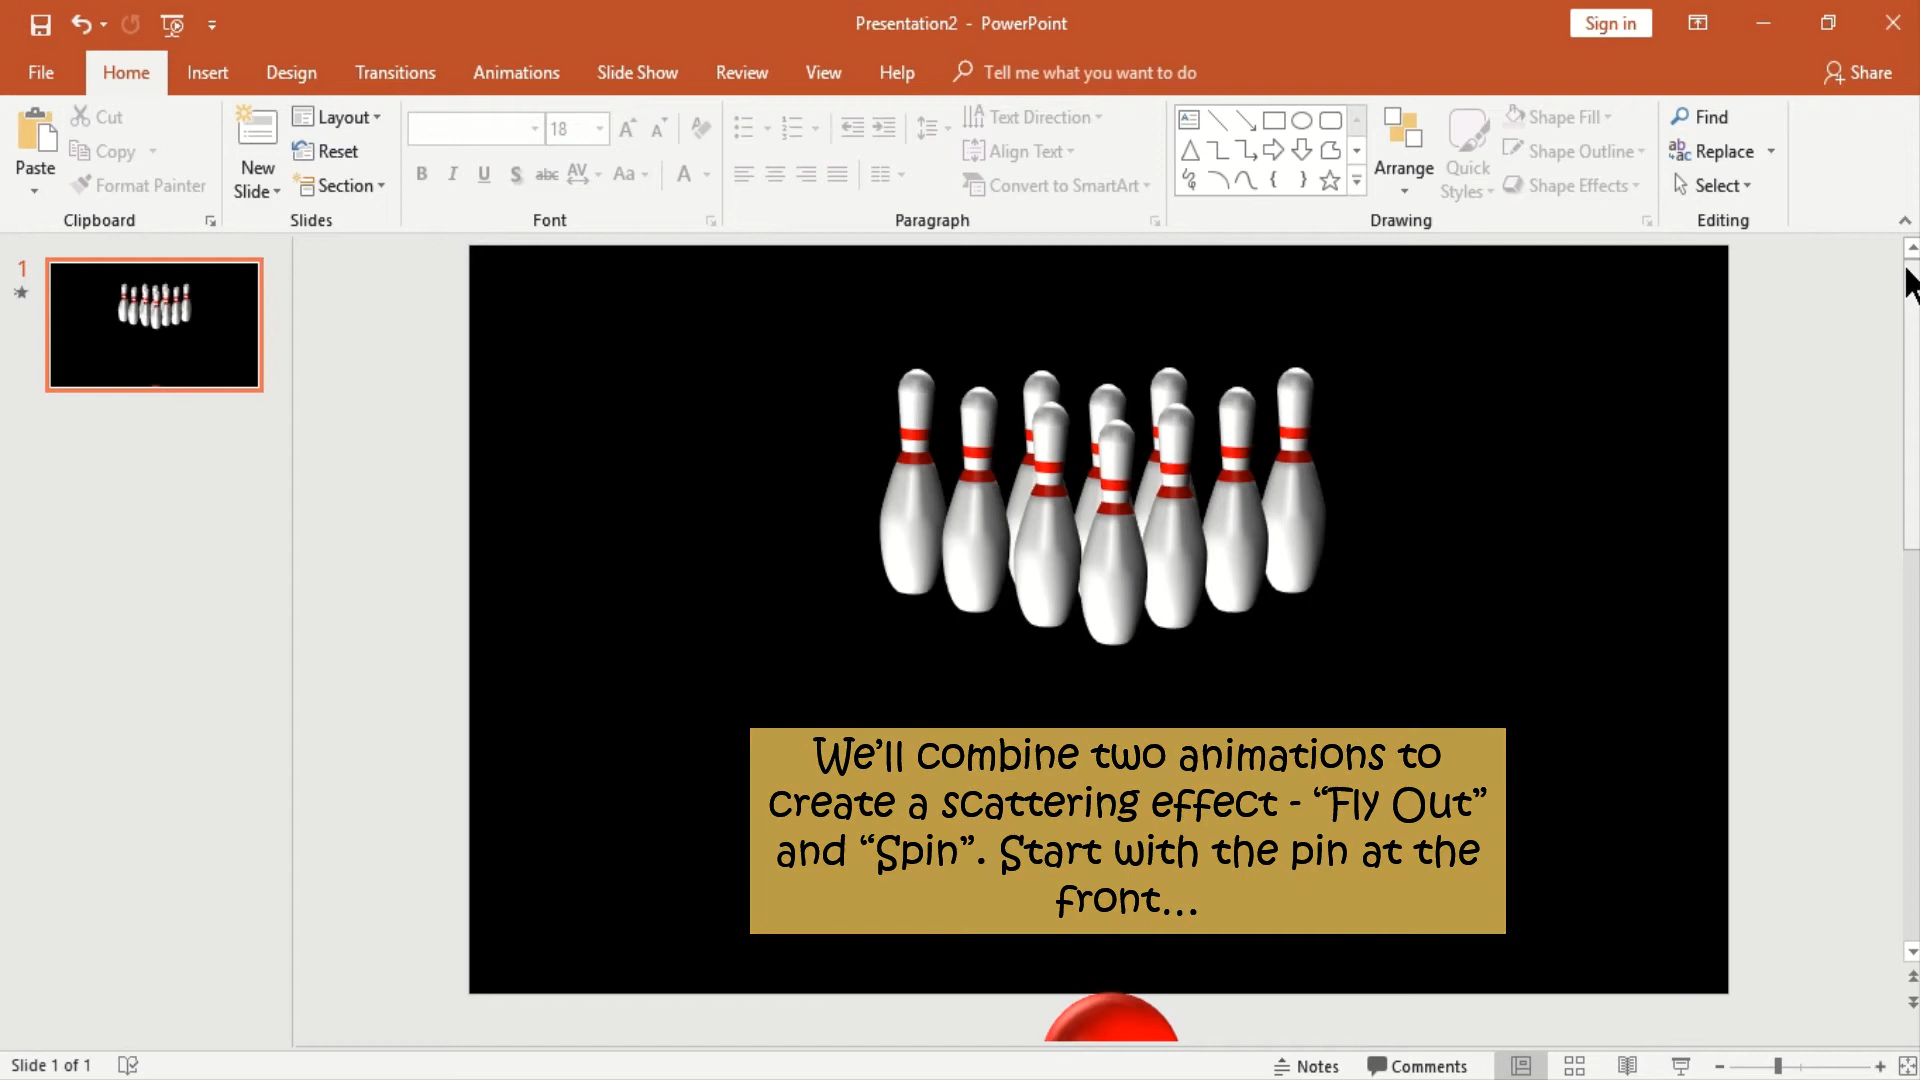 Presentation2 - PowerPoint
Sign in
File Home Insert Design Transitions Animations Slide Show Review View Help Tell me what you want to do Share
Paste
Cut
Copy
Format Painter
Clipboard
New Slide
Layout
Reset
Section
Slides
18
B I U S abc AV Aa A
Font
Text Direction
Align Text
Convert to SmartArt
Paragraph
Arrange
Quick Styles
Shape Fill
Shape Outline
Shape Effects
Drawing
Find
Replace
Select
Editing
1
We'll combine two animations to
create a scattering effect - “Fly Out”
and “Spin”. Start with the pin at the
front...
Slide 1 of 1
Notes Comments